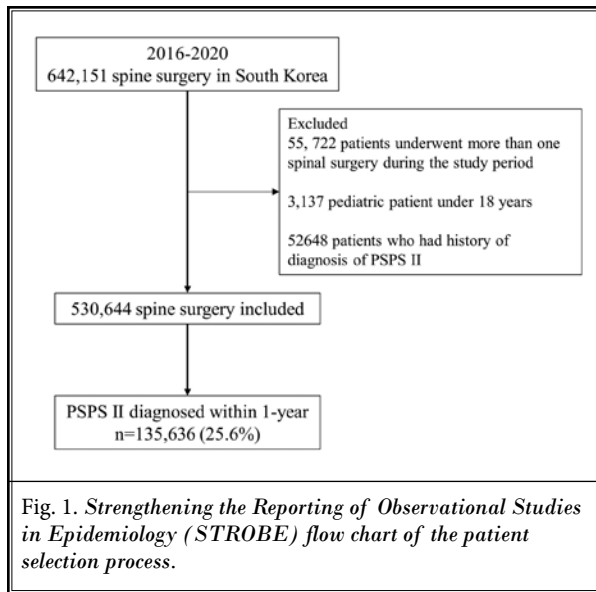 2016-2020
642,151 spine surgery in South Korea
Excluded
55, 722 patients underwent more than one
spinal surgery during the study period
3,137 pediatric patient under 18 years
52648 patients who had history of
diagnosis of PSPS II
530,644 spine surgery included
PSPS II diagnosed within 1-year
n=135,636 (25.6%)
Fig. 1. Strengthening the Reporting of Observational Studies
in Epidemiology (STROBE) flow chart of the patient
selection process.